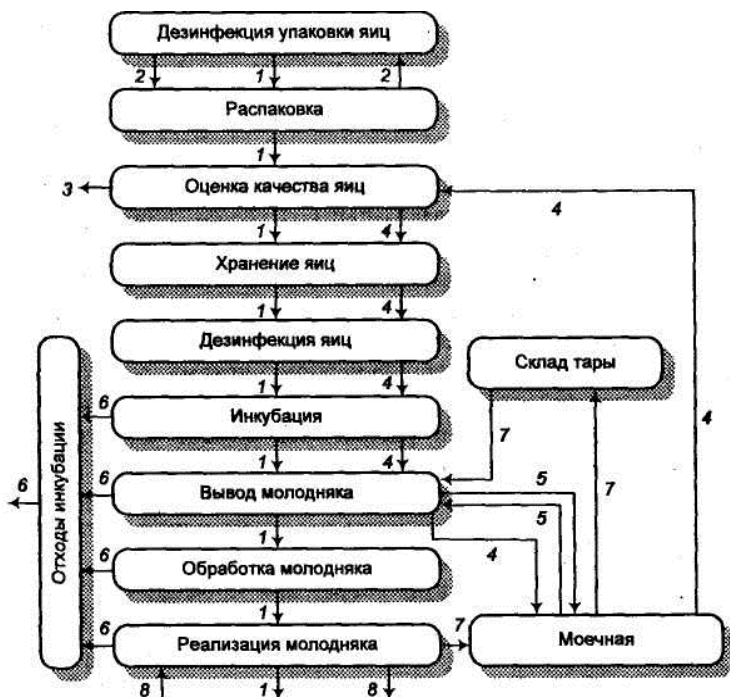 Дезинфекция упаковки яиц
2 1 2
Распаковка
1
3 Оценка качества яиц 4
1 4
Хранение яиц
1 4
Дезинфекция яиц
Склад тары
1 4
6 Инкубация 4
7
1 4
6 6 Вывод молодняка 5 7
5
Отходы инкубации
1 4
6 Обработка молодняка
1
6 Реализация молодняка 7 Моечная
8 1 8